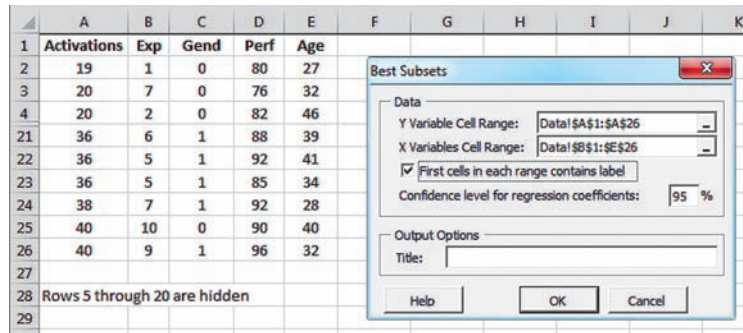 A B C D E F G H I J K
1 Activations Exp Gend Perf Age
2 19 1 0 80 27
3 20 7 0 76 32
4 20 2 0 82 46
21 36 6 1 88 39
22 36 5 1 92 41
23 36 5 1 85 34
24 38 7 1 92 28
25 40 10 0 90 40
26 40 9 1 96 32
27
28 Rows 5 through 20 are hidden
29
Best Subsets
Data
Y Variable Cell Range: Data!$A$1:$A$26
X Variables Cell Range: Data!$B$1:$E$26
First cells in each range contains label
Confidence level for regression coefficients: 95 %
Output Options
Title:
Help OK Cancel